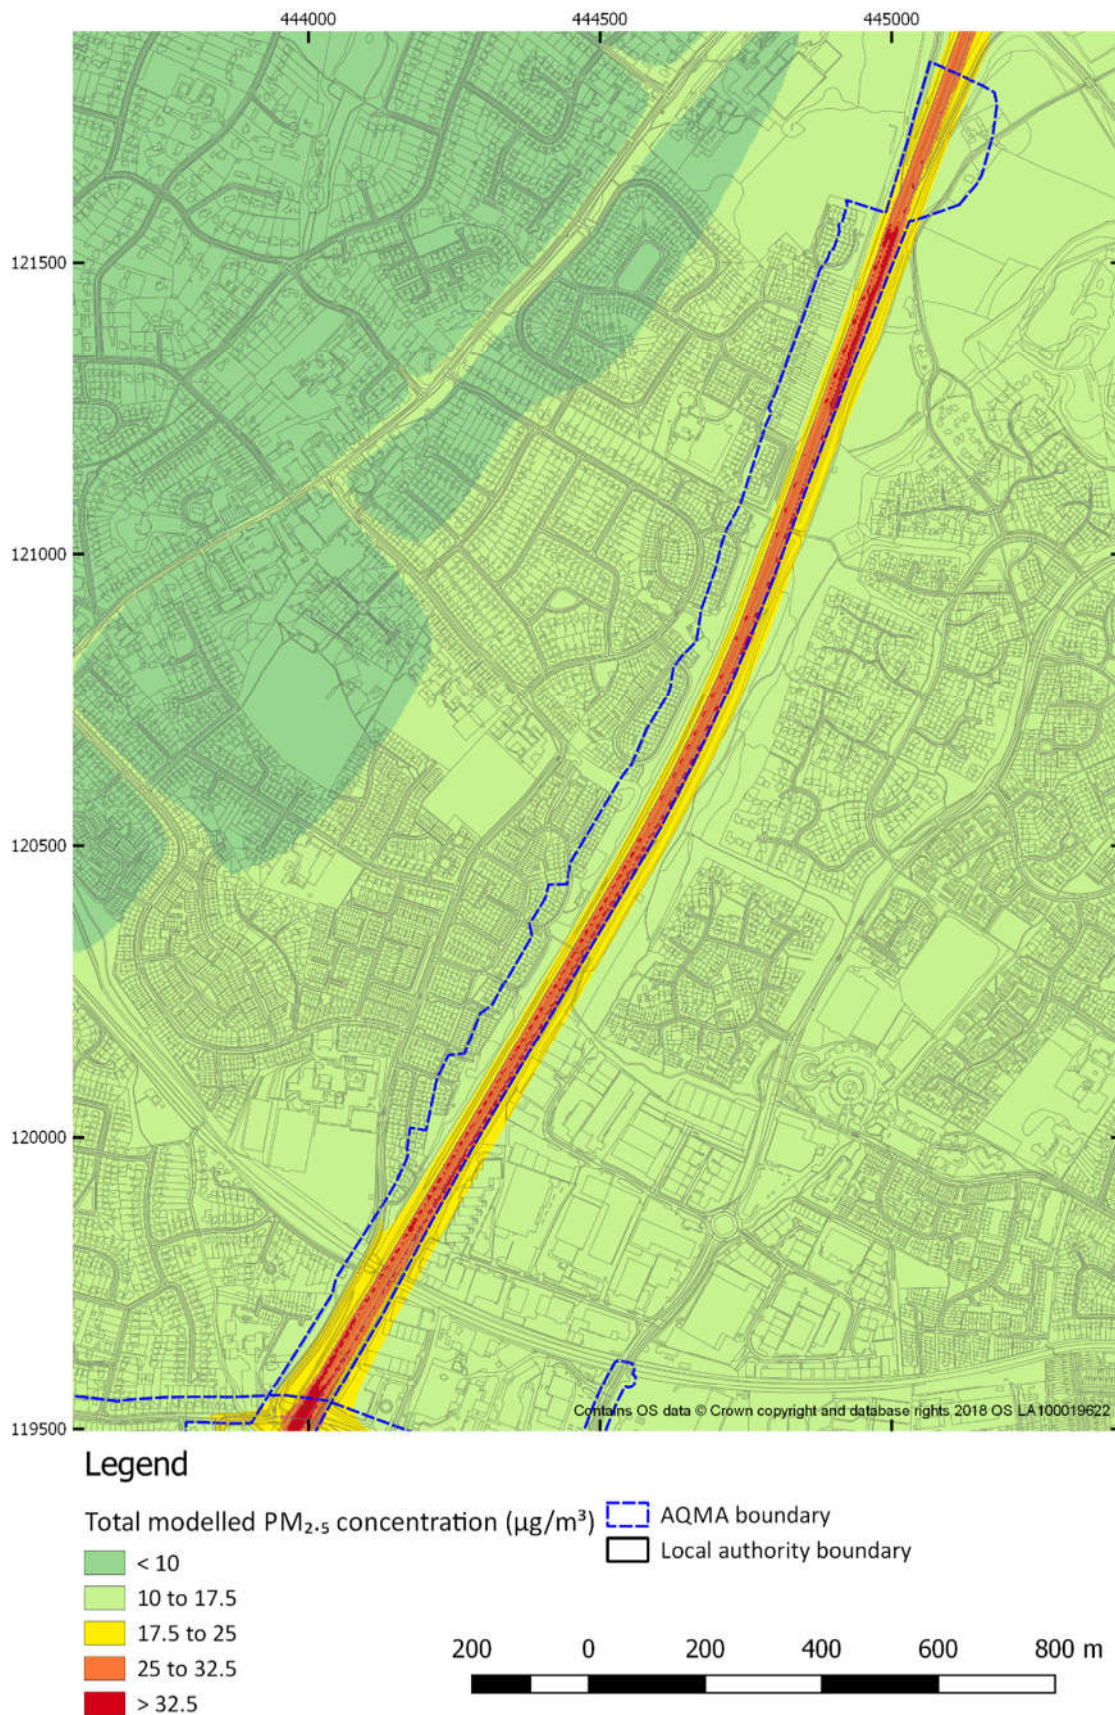 444000 444500 445000
121500
121000
120500
120000
119500
Contains OS data © Crown copyright and database rights 2018 OS LA100019622
Legend
Total modelled PM₂.₅ concentration (µg/m³)
< 10
10 to 17.5
17.5 to 25
25 to 32.5
> 32.5
AQMA boundary
Local authority boundary
200 0 200 400 600 800 m